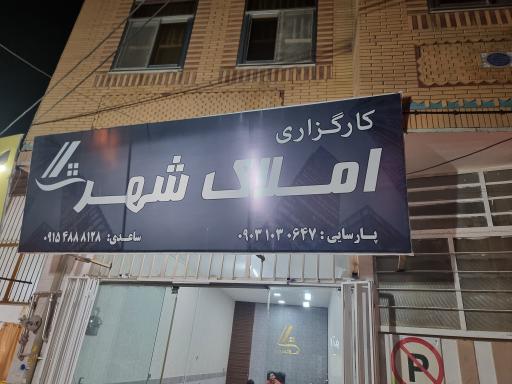 کارگزاری
املاک شهر
پارسایی: ۰۹۰۳۱۰۳۰۶۴۷
ساعدی: ۰۹۱۵۴۸۸۸۱۲۸
P